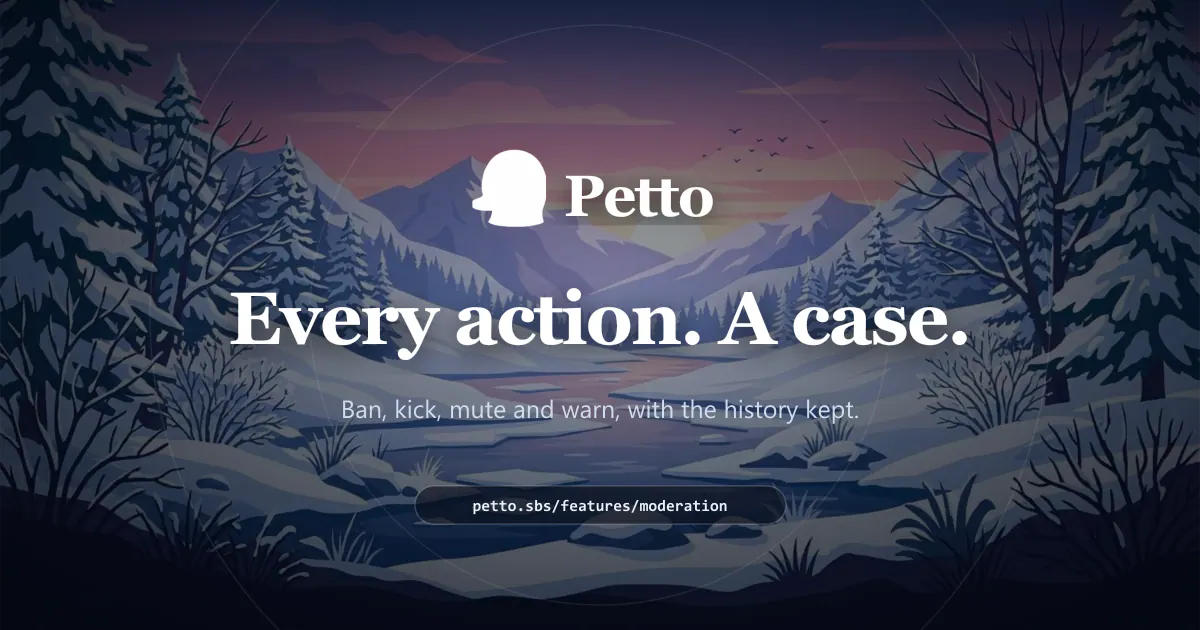 Petto
Every action. A case.
Ban, kick, mute and warn, with the history kept.
petto.sbs/features/moderation